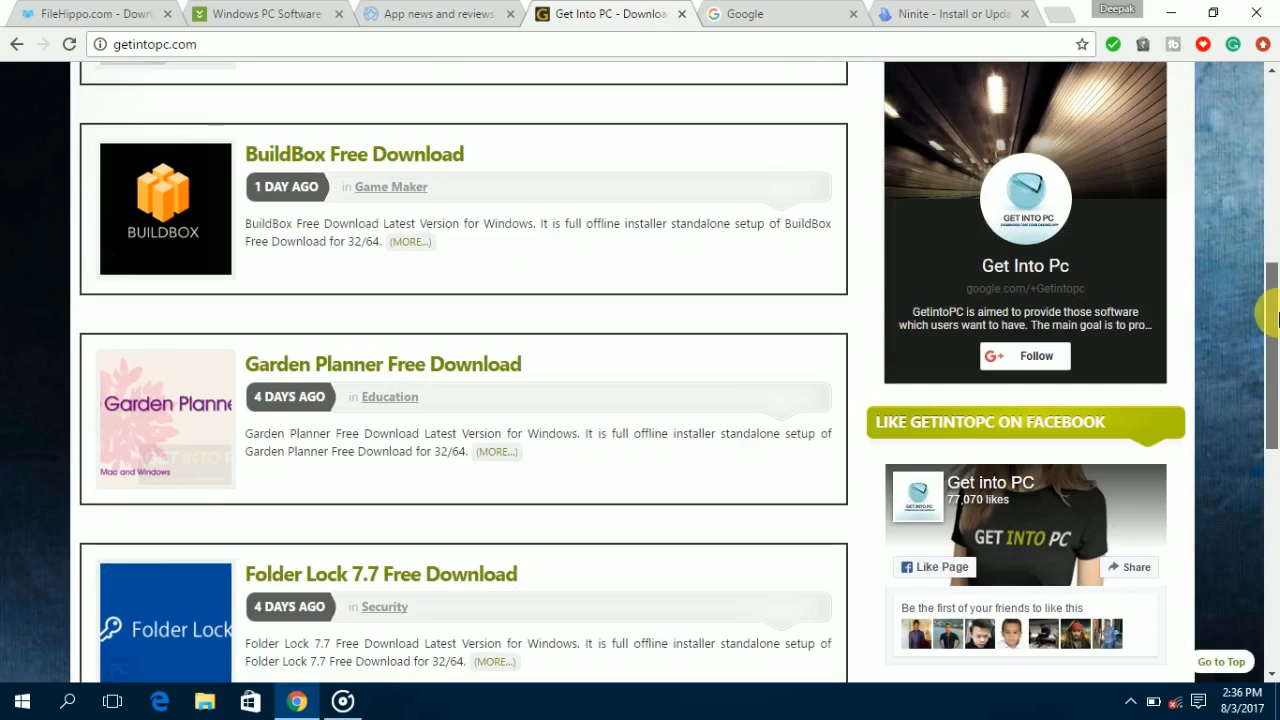 FileHippo.com - Downl
Windows PC Software
App news and reviews
Get Into PC - Downloa
Google
Ninite - Install or Upda
Deepak
getintopc.com
BuildBox Free Download
1 DAY AGO in Game Maker
BuildBox Free Download Latest Version for Windows. It is full offline installer standalone setup of BuildBox
Free Download for 32/64. (MORE...)
BUILDBOX
Garden Planner Free Download
4 DAYS AGO in Education
Garden Planner Free Download Latest Version for Windows. It is full offline installer standalone setup of
Garden Planner Free Download for 32/64. (MORE...)
Garden Planne
Mac and Windows
Folder Lock 7.7 Free Download
4 DAYS AGO in Security
Folder Lock 7.7 Free Download Latest Version for Windows. It is full offline installer standalone setup of
Folder Lock 7.7 Free Download for 32/64. (MORE...)
Folder Lock
GET INTO PC
Get Into Pc
google.com/+Getintopc
GetintoPC is aimed to provide those software
which users want to have. The main goal is to pro...
G+ Follow
LIKE GETINTOPC ON FACEBOOK
Get into PC
77,070 likes
GET INTO PC
Like Page
Share
Be the first of your friends to like this
Go to Top
2:36 PM
8/3/2017